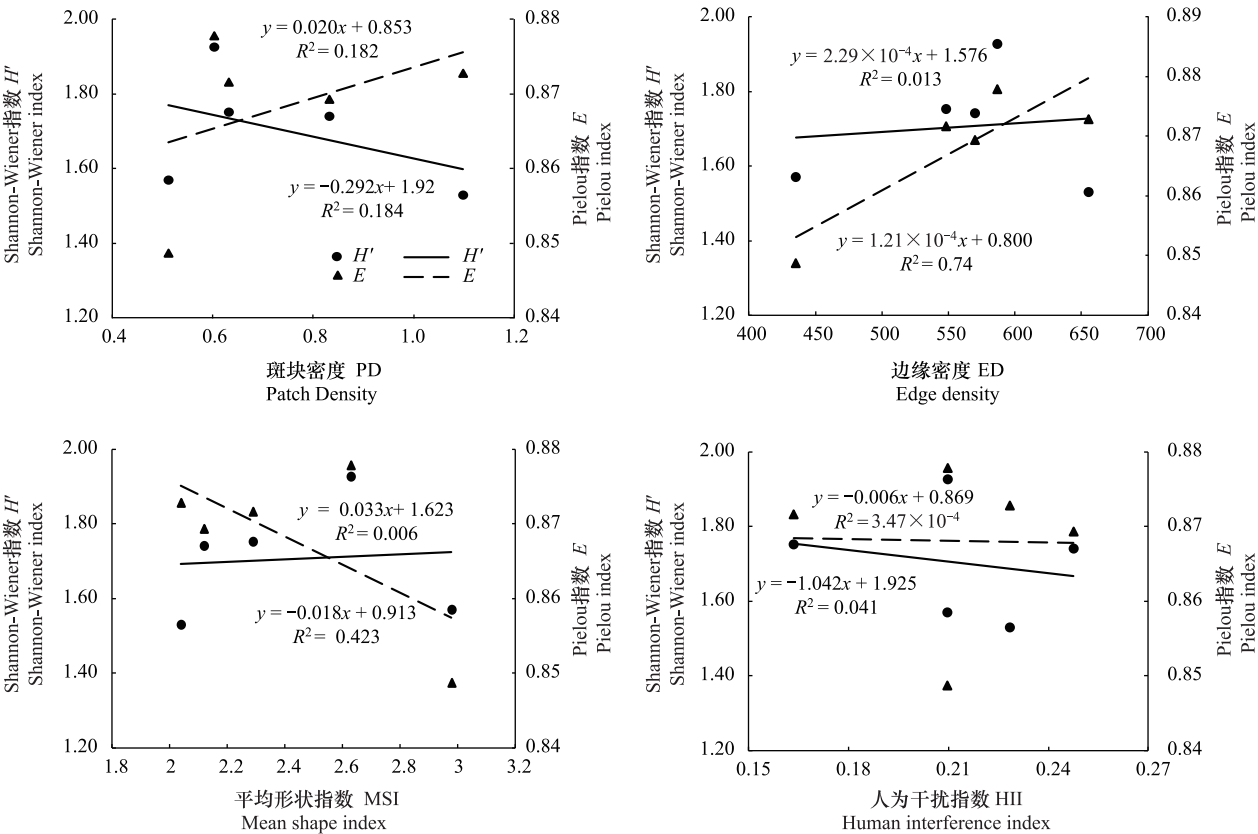 2.00
1.80
1.60
1.40
1.20
0.88
0.87
0.86
0.85
0.84
0.4
0.6
0.8
1.0
1.2
Shannon-Wiener指数 H′
Shannon-Wiener index
Pielou指数 E
Pielou index
y = 0.020x + 0.853
R² = 0.182
y = −0.292x + 1.92
R² = 0.184
H′
H′
E
E
斑块密度 PD
Patch Density
2.00
1.80
1.60
1.40
1.20
0.89
0.88
0.87
0.86
0.85
0.84
400
450
500
550
600
650
700
Shannon-Wiener指数 H′
Shannon-Wiener index
Pielou指数 E
Pielou index
y = 2.29×10⁻⁴x + 1.576
R² = 0.013
y = 1.21×10⁻⁴x + 0.800
R² = 0.74
边缘密度 ED
Edge density
2.00
1.80
1.60
1.40
1.20
0.88
0.87
0.86
0.85
0.84
1.8
2
2.2
2.4
2.6
2.8
3
3.2
Shannon-Wiener指数 H′
Shannon-Wiener index
Pielou指数 E
Pielou index
y = 0.033x + 1.623
R² = 0.006
y = −0.018x + 0.913
R² = 0.423
平均形状指数 MSI
Mean shape index
2.00
1.80
1.60
1.40
1.20
0.88
0.87
0.86
0.85
0.84
0.15
0.18
0.21
0.24
0.27
Shannon-Wiener指数 H′
Shannon-Wiener index
Pielou指数 E
Pielou index
y = −0.006x + 0.869
R² = 3.47×10⁻⁴
y = −1.042x + 1.925
R² = 0.041
人为干扰指数 HII
Human interference index